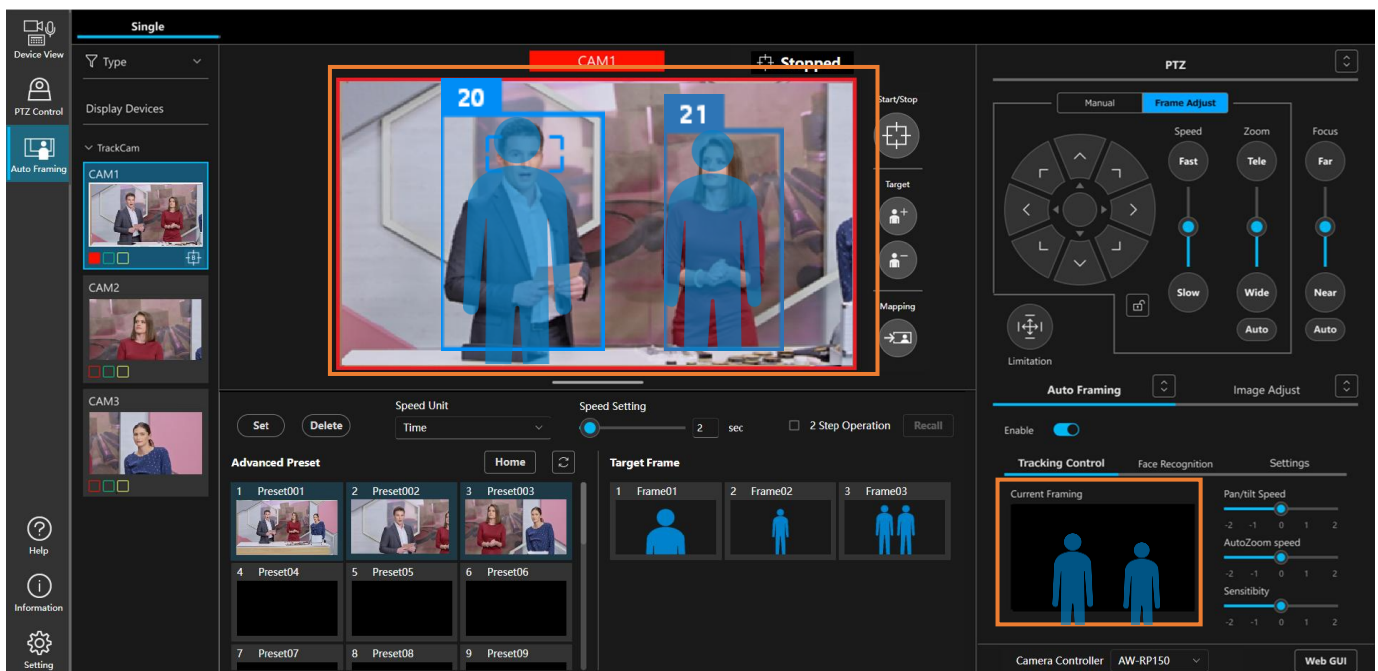 Device View
PTZ Control
Auto Framing
Help
Information
Setting
Single
Type
Display Devices
TrackCam
CAM1
CAM2
CAM3
CAM1
Stopped
20
21
Start/Stop
Target
Mapping
Set
Delete
Speed Unit
Time
Speed Setting
2
sec
2 Step Operation
Recall
Advanced Preset
Home
1 Preset001
2 Preset002
3 Preset003
4 Preset04
5 Preset05
6 Preset06
7 Preset07
8 Preset08
9 Preset09
Target Frame
1 Frame01
2 Frame02
3 Frame03
PTZ
Manual
Frame Adjust
Speed
Zoom
Focus
Fast
Tele
Far
Slow
Wide
Near
Auto
Auto
Limitation
Auto Framing
Image Adjust
Enable
Tracking Control
Face Recognition
Settings
Current Framing
Pan/tilt Speed
-2 -1 0 1 2
AutoZoom speed
-2 -1 0 1 2
Sensitibity
-2 -1 0 1 2
Camera Controller
AW-RP150
Web GUI